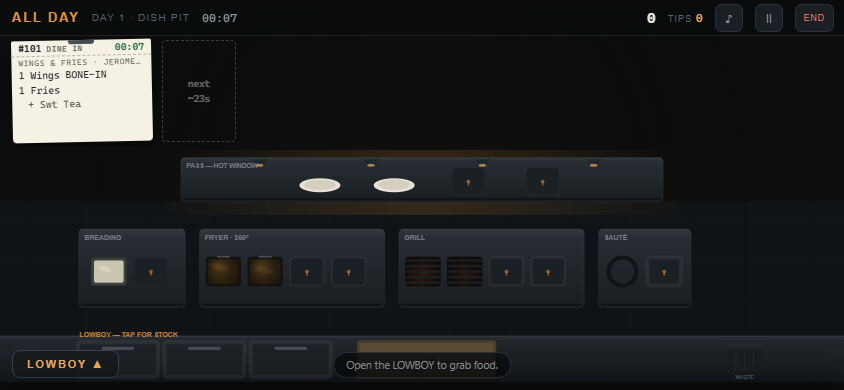 ALL DAY DAY 1 · DISH PIT 00:07 0 TIPS 0 END
#101 DINE IN 00:07
WINGS & FRIES · JEROME…
1 Wings BONE-IN
1 Fries
+ Swt Tea
next
~23s
PASS — HOT WINDOW
BREADING
FRYER · 360°
GRILL
SAUTÉ
LOWBOY — TAP FOR STOCK
LOWBOY ▲
Open the LOWBOY to grab food.
WASTE